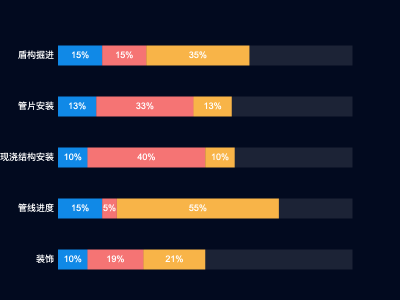 盾构掘进 15% 15% 35%
管片安装 13% 33% 13%
现浇结构安装 10% 40% 10%
管线进度 15% 5% 55%
装饰 10% 19% 21%